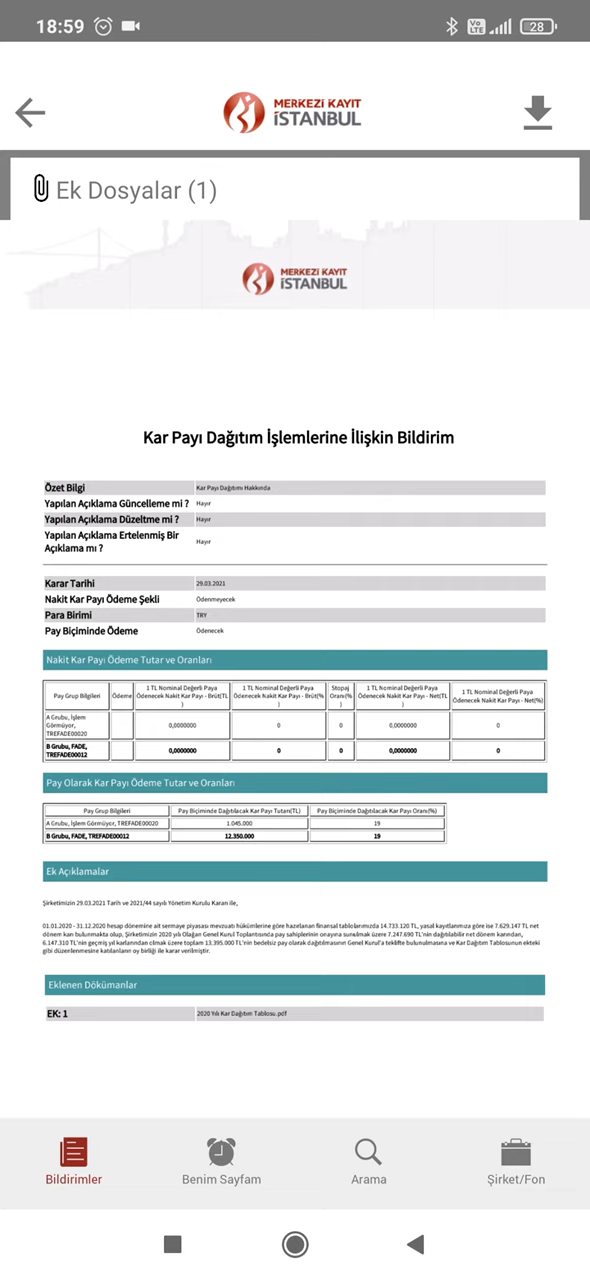 18:59
Vo LTE
28
MERKEZİ KAYIT
İSTANBUL
Ek Dosyalar (1)
MERKEZİ KAYIT
İSTANBUL
Kar Payı Dağıtım İşlemlerine İlişkin Bildirim
Özet Bilgi Kar Payı Dağıtımı Hakkında
Yapılan Açıklama Güncelleme mi ? Hayır
Yapılan Açıklama Düzeltme mi ? Hayır
Yapılan Açıklama Ertelenmiş Bir
Açıklama mı ? Hayır
Karar Tarihi 29.03.2021
Nakit Kar Payı Ödeme Şekli Ödenmeyecek
Para Birimi TRY
Pay Biçiminde Ödeme Ödenecek
Nakit Kar Payı Ödeme Tutar ve Oranları
Pay Grup Bilgileri Ödeme 1 TL Nominal Değerli Paya Ödenecek Nakit Kar Payı - Brüt(TL ) 1 TL Nominal Değerli Paya Ödenecek Nakit Kar Payı - Brüt(% ) Stopaj Oranı(% ) 1 TL Nominal Değerli Paya Ödenecek Nakit Kar Payı - Net(TL ) 1 TL Nominal Değerli Paya Ödenecek Nakit Kar Payı - Net(%)
A Grubu, İşlem Görmüyor, TREFADE00020 0,0000000 0 0 0,0000000 0
B Grubu, FADE, TREFADE00012 0,0000000 0 0 0,0000000 0
Pay Olarak Kar Payı Ödeme Tutar ve Oranları
Pay Grup Bilgileri Pay Biçiminde Dağıtılacak Kar Payı Tutarı(TL) Pay Biçiminde Dağıtılacak Kar Payı Oranı(%)
A Grubu, İşlem Görmüyor, TREFADE00020 1.045.000 19
B Grubu, FADE, TREFADE00012 12.350.000 19
Ek Açıklamalar
Şirketimizin 29.03.2021 Tarih ve 2021/44 sayılı Yönetim Kurulu Kararı ile,
01.01.2020 - 31.12.2020 hesap dönemine ait sermaye piyasası mevzuatı hükümlerine göre hazırlanan finansal tablolarımızda 14.733.120 TL, yasal kayıtlarımıza göre ise 7.629.147 TL net
dönem karı bulunmakta olup, Şirketimizin 2020 yılı Olağan Genel Kurul Toplantısında pay sahiplerinin onayına sunulmak üzere 7.247.690 TL'nin dağıtılabilir net dönem karından,
6.147.310 TL'nin geçmiş yıl karlarından olmak üzere toplam 13.395.000 TL'nin bedelsiz pay olarak dağıtılmasının Genel Kurul'a teklifte bulunulmasına ve Kar Dağıtım Tablosunun ekteki
gibi düzenlenmesine katılanların oy birliği ile karar verilmiştir.
Eklenen Dökümanlar
EK: 1 2020 Yılı Kar Dağıtım Tablosu.pdf
Bildirimler
Benim Sayfam
Arama
Şirket/Fon